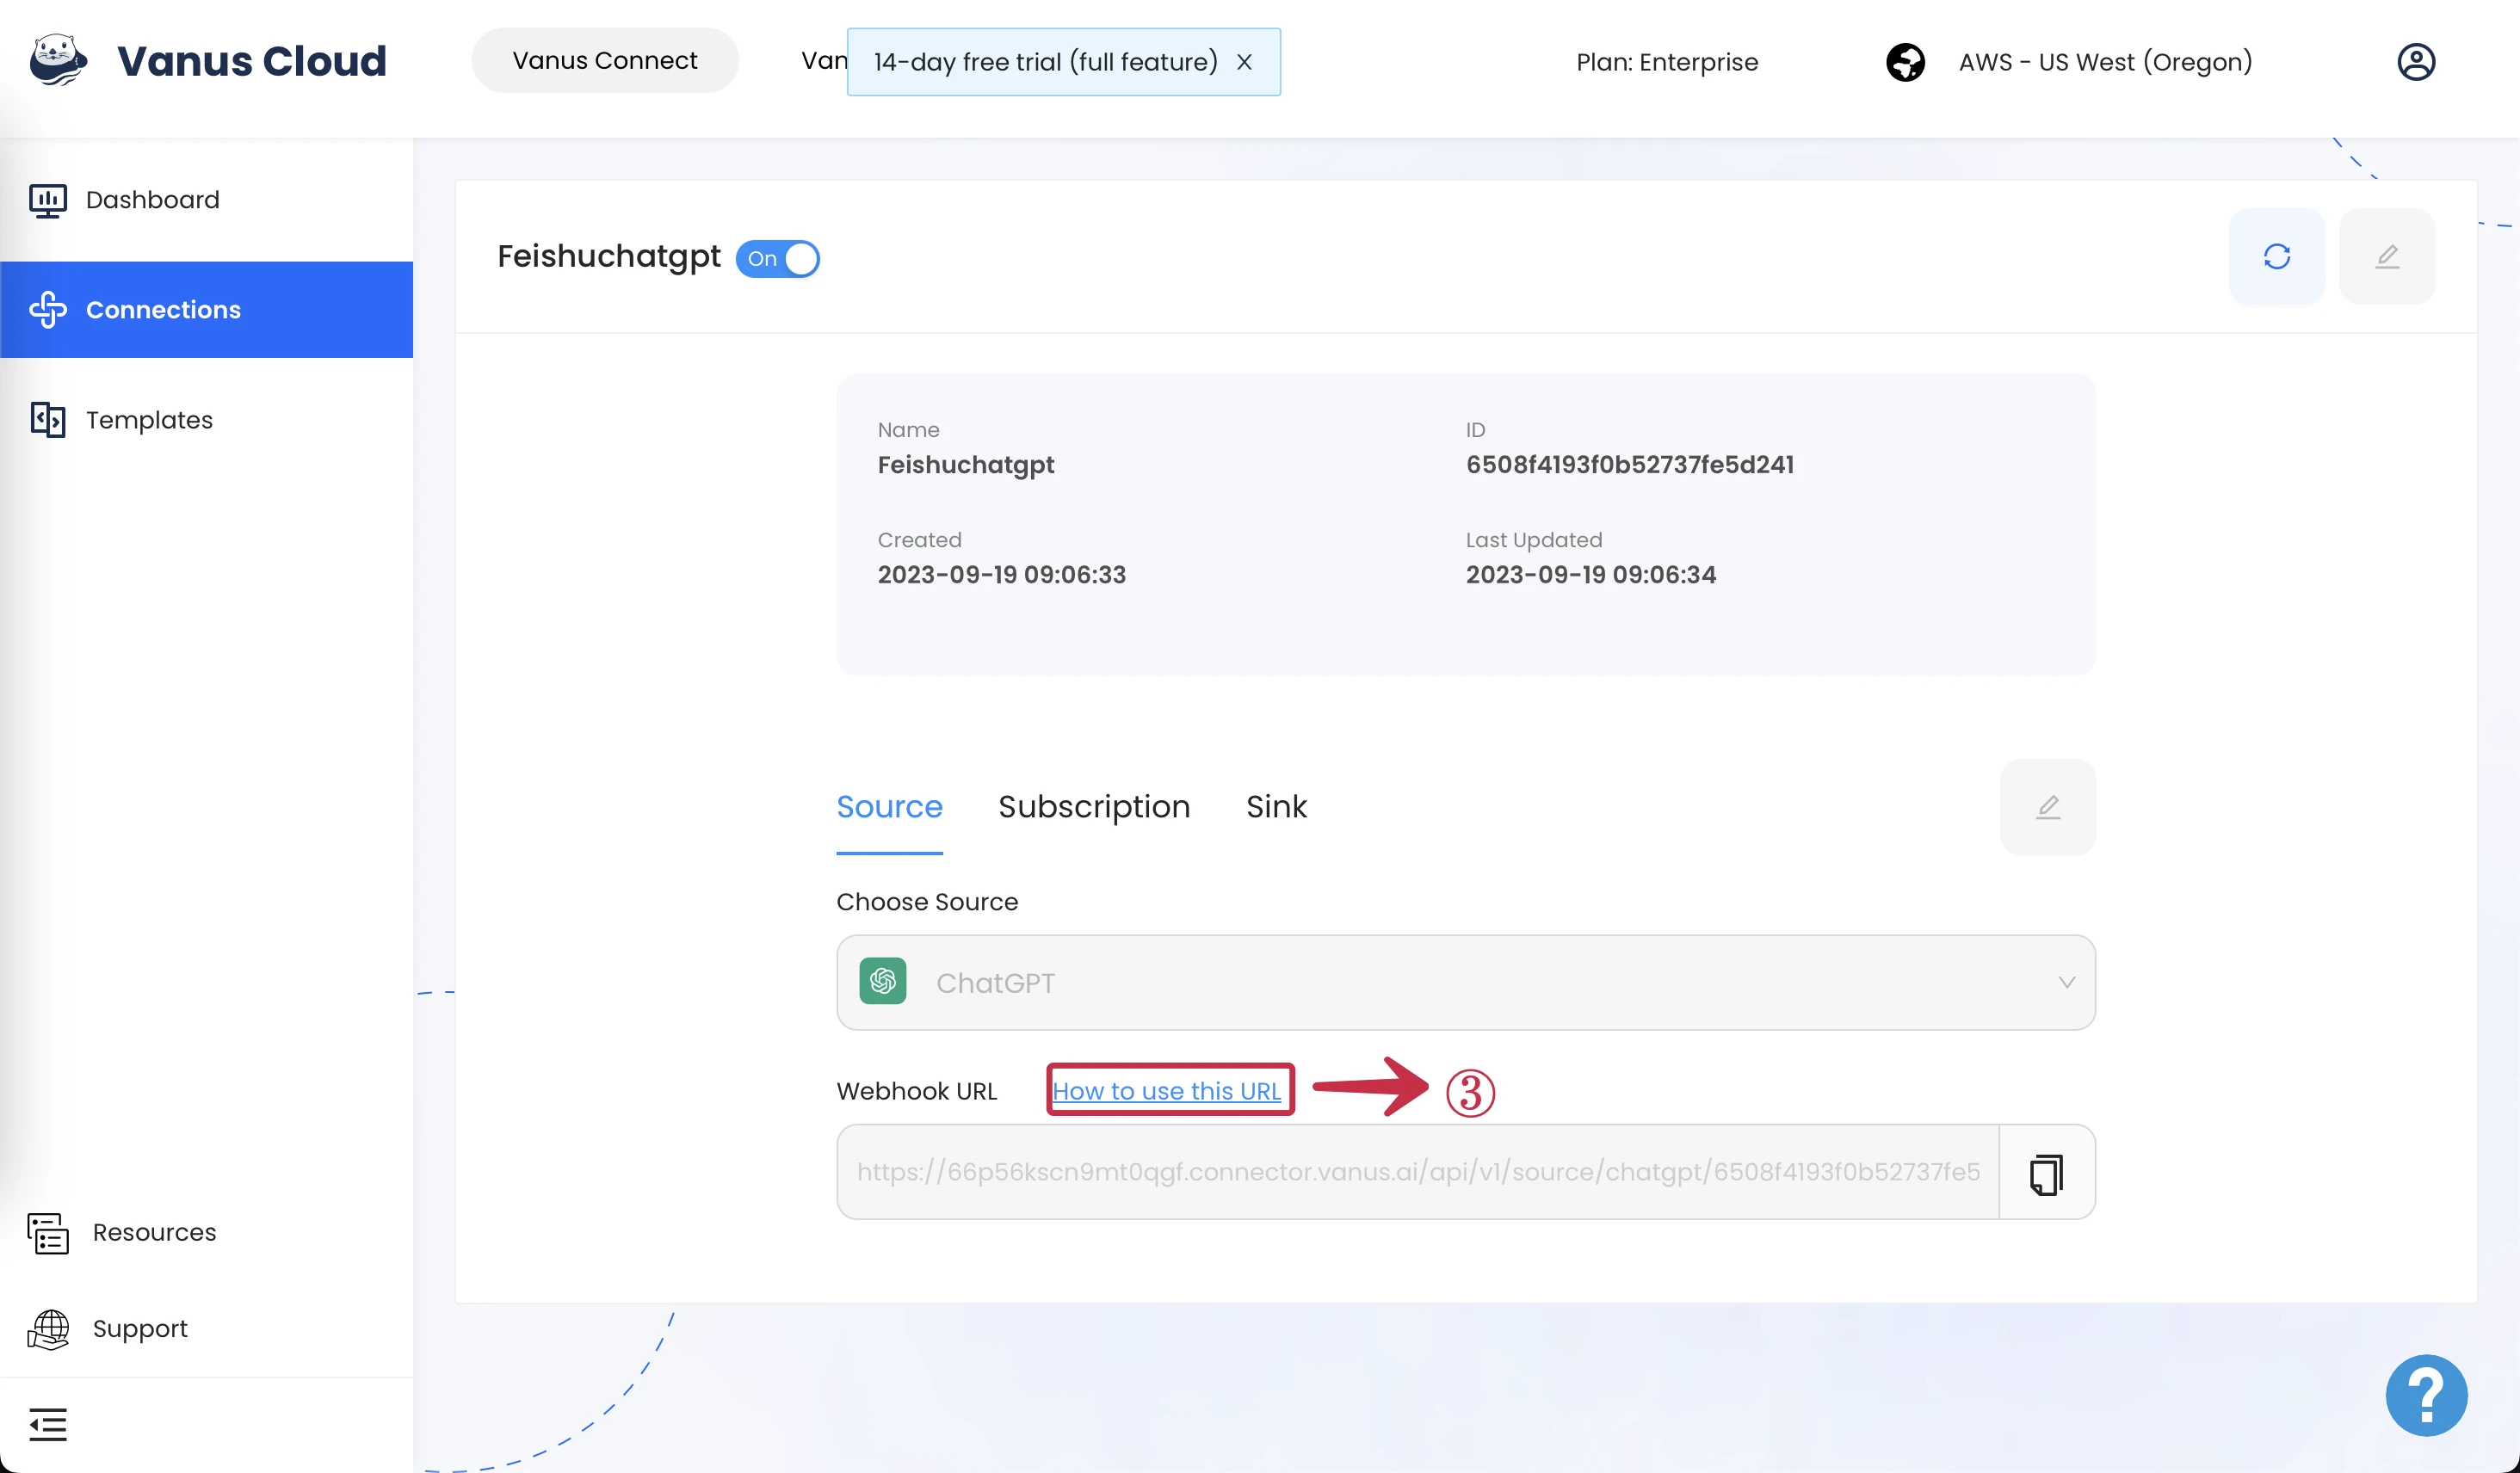 Vanus Cloud
Vanus Connect
Van
14-day free trial (full feature) X
Plan: Enterprise
AWS - US West (Oregon)
Dashboard
Connections
Templates
Resources
Support
Feishuchatgpt
On
Name
Feishuchatgpt
ID
6508f4193f0b52737fe5d241
Created
2023-09-19 09:06:33
Last Updated
2023-09-19 09:06:34
Source
Subscription
Sink
Choose Source
ChatGPT
Webhook URL
How to use this URL
③
https://66p56kscn9mt0qgf.connector.vanus.ai/api/v1/source/chatgpt/6508f4193f0b52737fe5
?